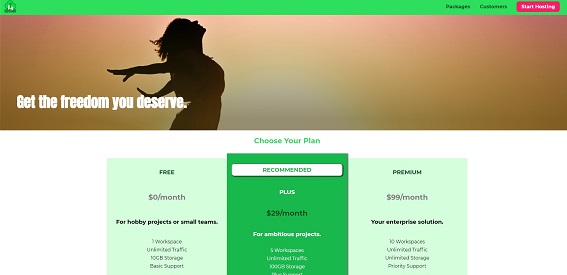 Packages
Customers
Start Hosting
Get the freedom you deserve.
Choose Your Plan
FREE
$0/month
For hobby projects or small teams.
1 Workspace
Unlimited Traffic
10GB Storage
Basic Support
RECOMMENDED
PLUS
$29/month
For ambitious projects.
5 Workspaces
Unlimited Traffic
100GB Storage
Plus Support
PREMIUM
$99/month
Your enterprise solution.
10 Workspaces
Unlimited Traffic
Unlimited Storage
Priority Support